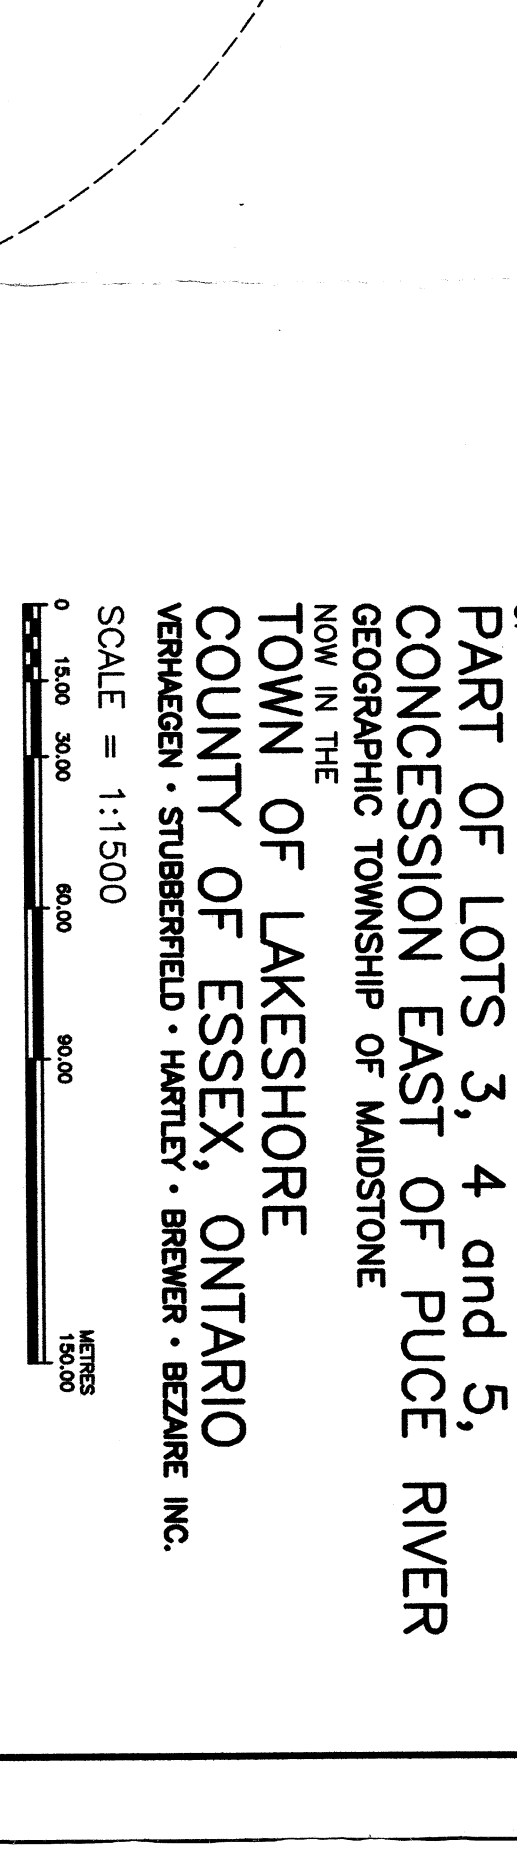 PART OF LOTS 3, 4 and 5,
CONCESSION EAST OF PUCE RIVER
GEOGRAPHIC TOWNSHIP OF MAIDSTONE
NOW IN THE
TOWN OF LAKESHORE
COUNTY OF ESSEX, ONTARIO
VERHAEGEN • STUBBERFIELD • HARTLEY • BREWER • BEZAIRE INC.
SCALE = 1:1500
METRES
0 15.00 30.00 60.00 90.00 150.00